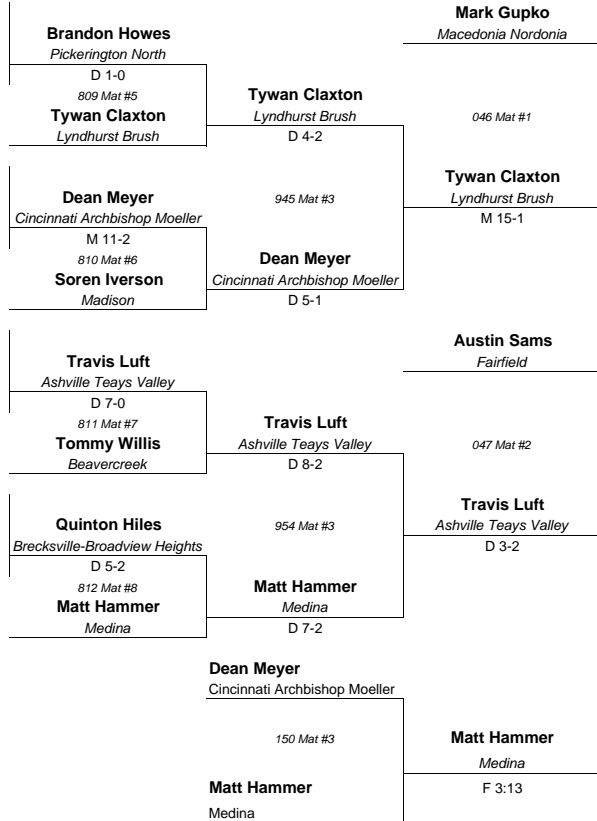 Mark Gupko
Macedonia Nordonia
Brandon Howes
Pickerington North
D 1-0
809 Mat #5
Tywan Claxton
Lyndhurst Brush
Tywan Claxton
Lyndhurst Brush
D 4-2
046 Mat #1
Tywan Claxton
Lyndhurst Brush
M 15-1
Dean Meyer
Cincinnati Archbishop Moeller
M 11-2
810 Mat #6
Soren Iverson
Madison
945 Mat #3
Dean Meyer
Cincinnati Archbishop Moeller
D 5-1
Austin Sams
Fairfield
Travis Luft
Ashville Teays Valley
D 7-0
811 Mat #7
Tommy Willis
Beavercreek
Travis Luft
Ashville Teays Valley
D 8-2
047 Mat #2
Travis Luft
Ashville Teays Valley
D 3-2
Quinton Hiles
Brecksville-Broadview Heights
D 5-2
812 Mat #8
Matt Hammer
Medina
954 Mat #3
Matt Hammer
Medina
D 7-2
Dean Meyer
Cincinnati Archbishop Moeller
150 Mat #3
Matt Hammer
Medina
F 3:13
Matt Hammer
Medina